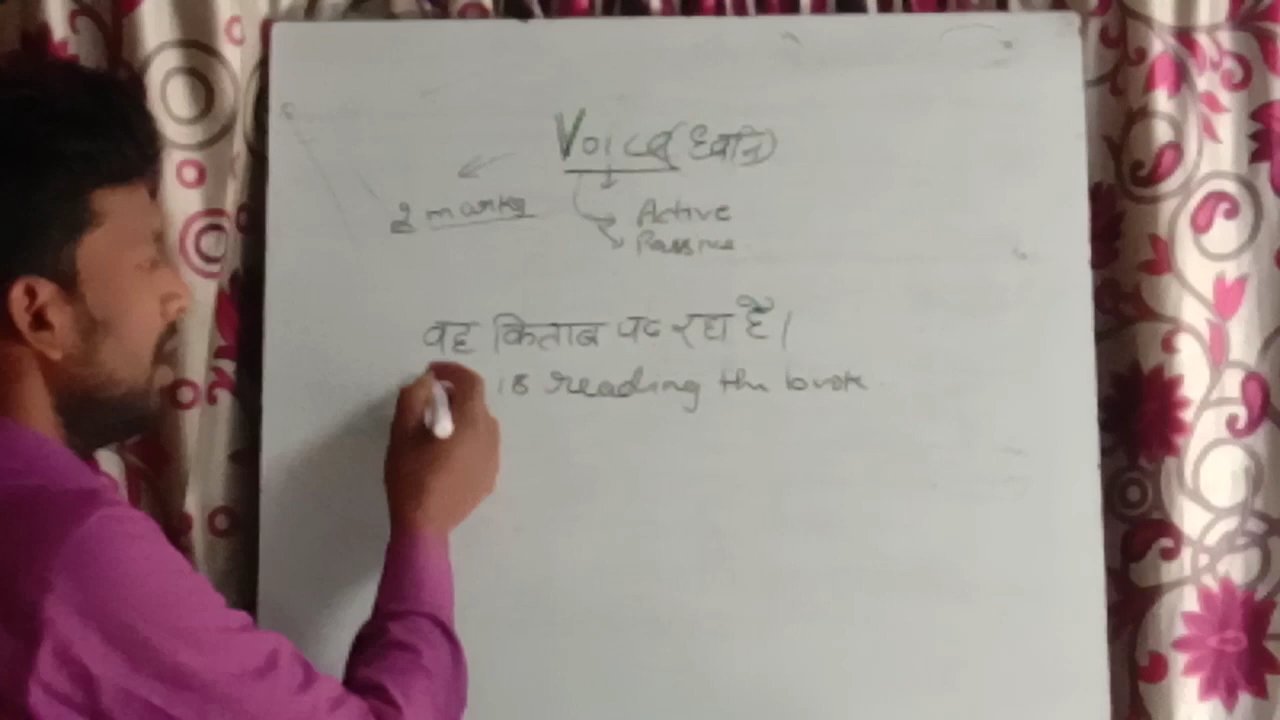 Voice (ध्वनि)
2 marks
Active
Passive
वह किताब पढ रहा है।
is reading the book